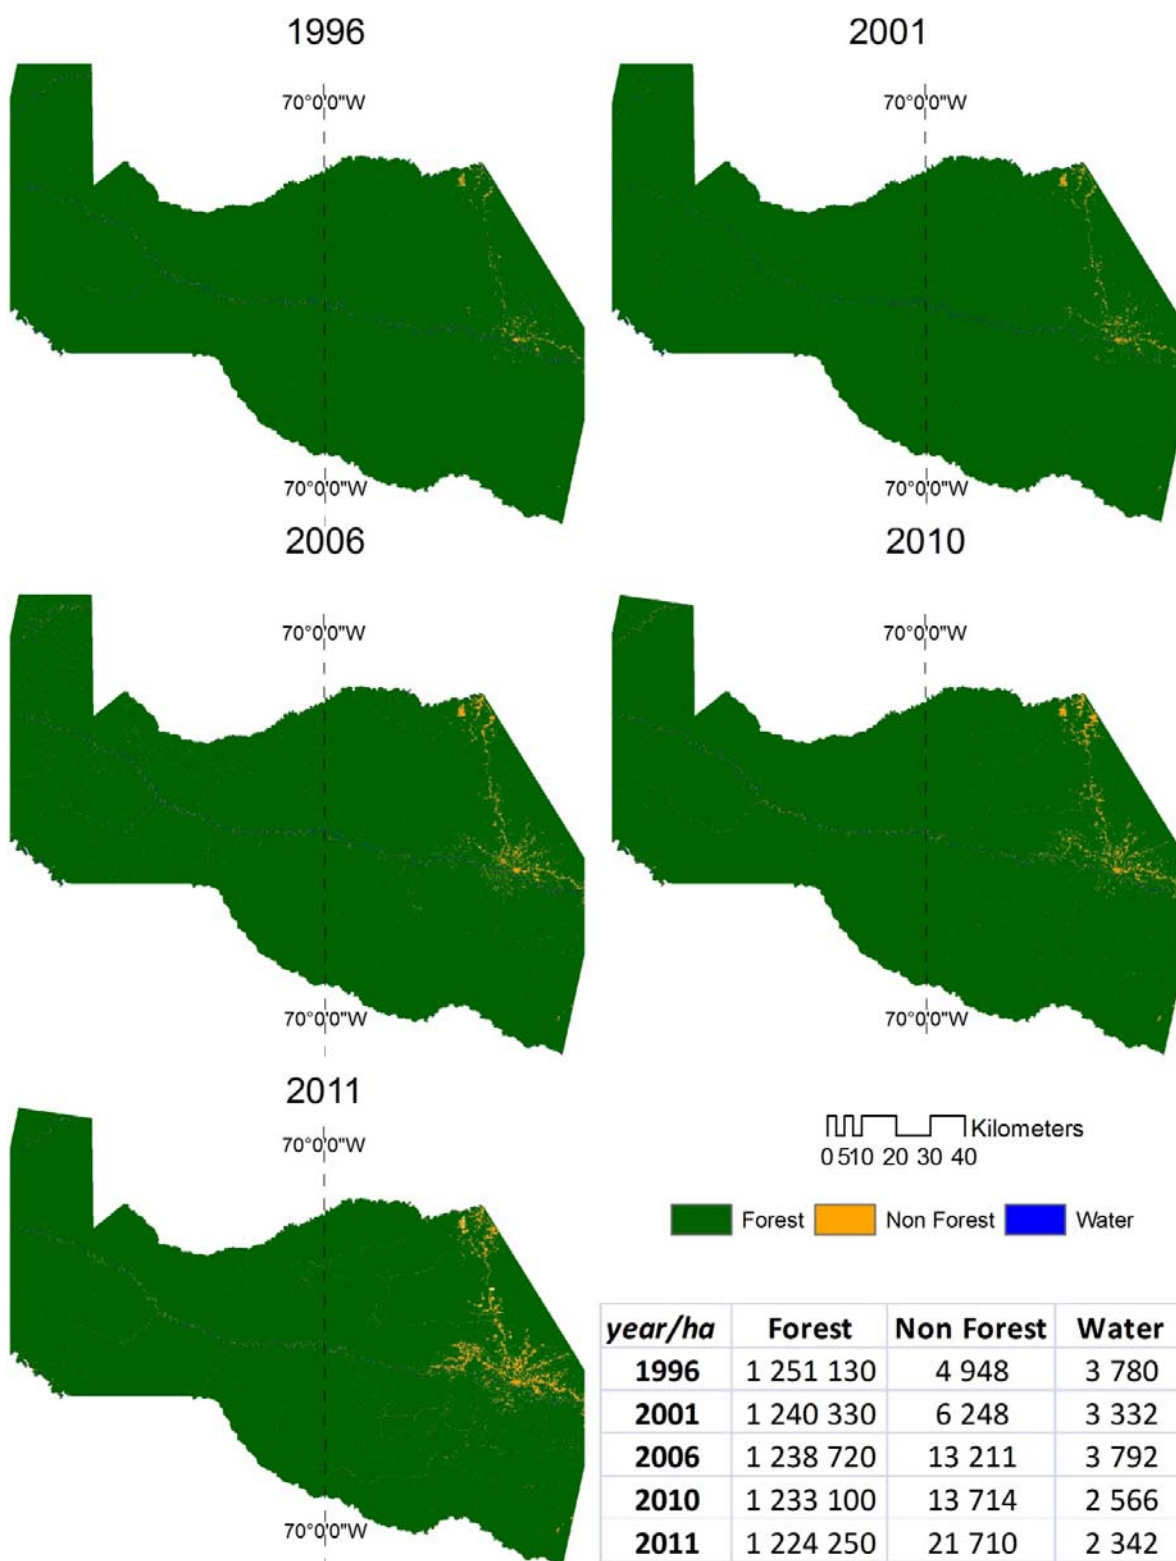 1996 2001
70°0'0"W 70°0'0"W
70°0'0"W 70°0'0"W
2006 2010
70°0'0"W 70°0'0"W
70°0'0"W 70°0'0"W
2011
70°0'0"W
Kilometers
0 510 20 30 40
Forest Non Forest Water
year/ha Forest Non Forest Water
1996 1 251 130 4 948 3 780
2001 1 240 330 6 248 3 332
2006 1 238 720 13 211 3 792
2010 1 233 100 13 714 2 566
70°0'0"W
2011 1 224 250 21 710 2 342